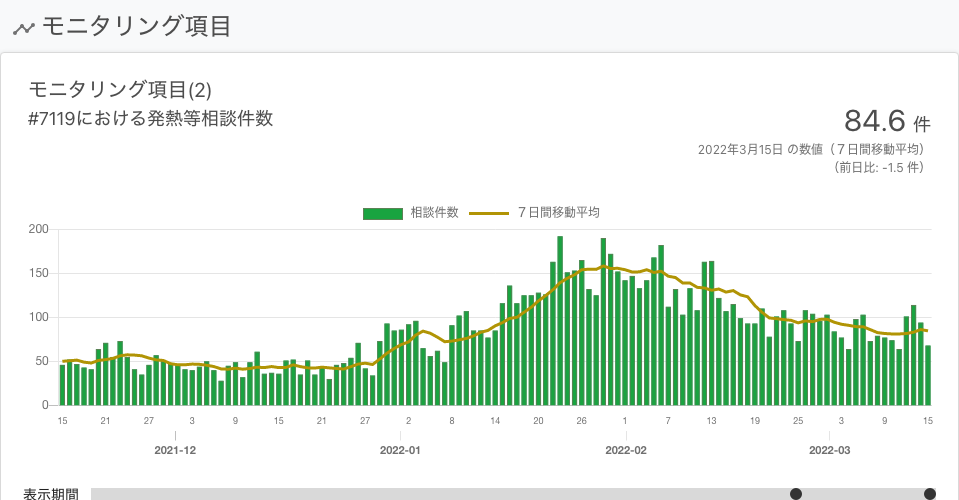 モニタリング項目
モニタリング項目(2)
#7119における発熱等相談件数
84.6 件
2022年3月15日 の数値（７日間移動平均）
（前日比: -1.5 件）
相談件数 ７日間移動平均
200
150
100
50
0
15 21 27 3 9 15 21 27 2 8 14 20 26 1 7 13 19 25 3 9 15
2021-12 2022-01 2022-02 2022-03
表示期間